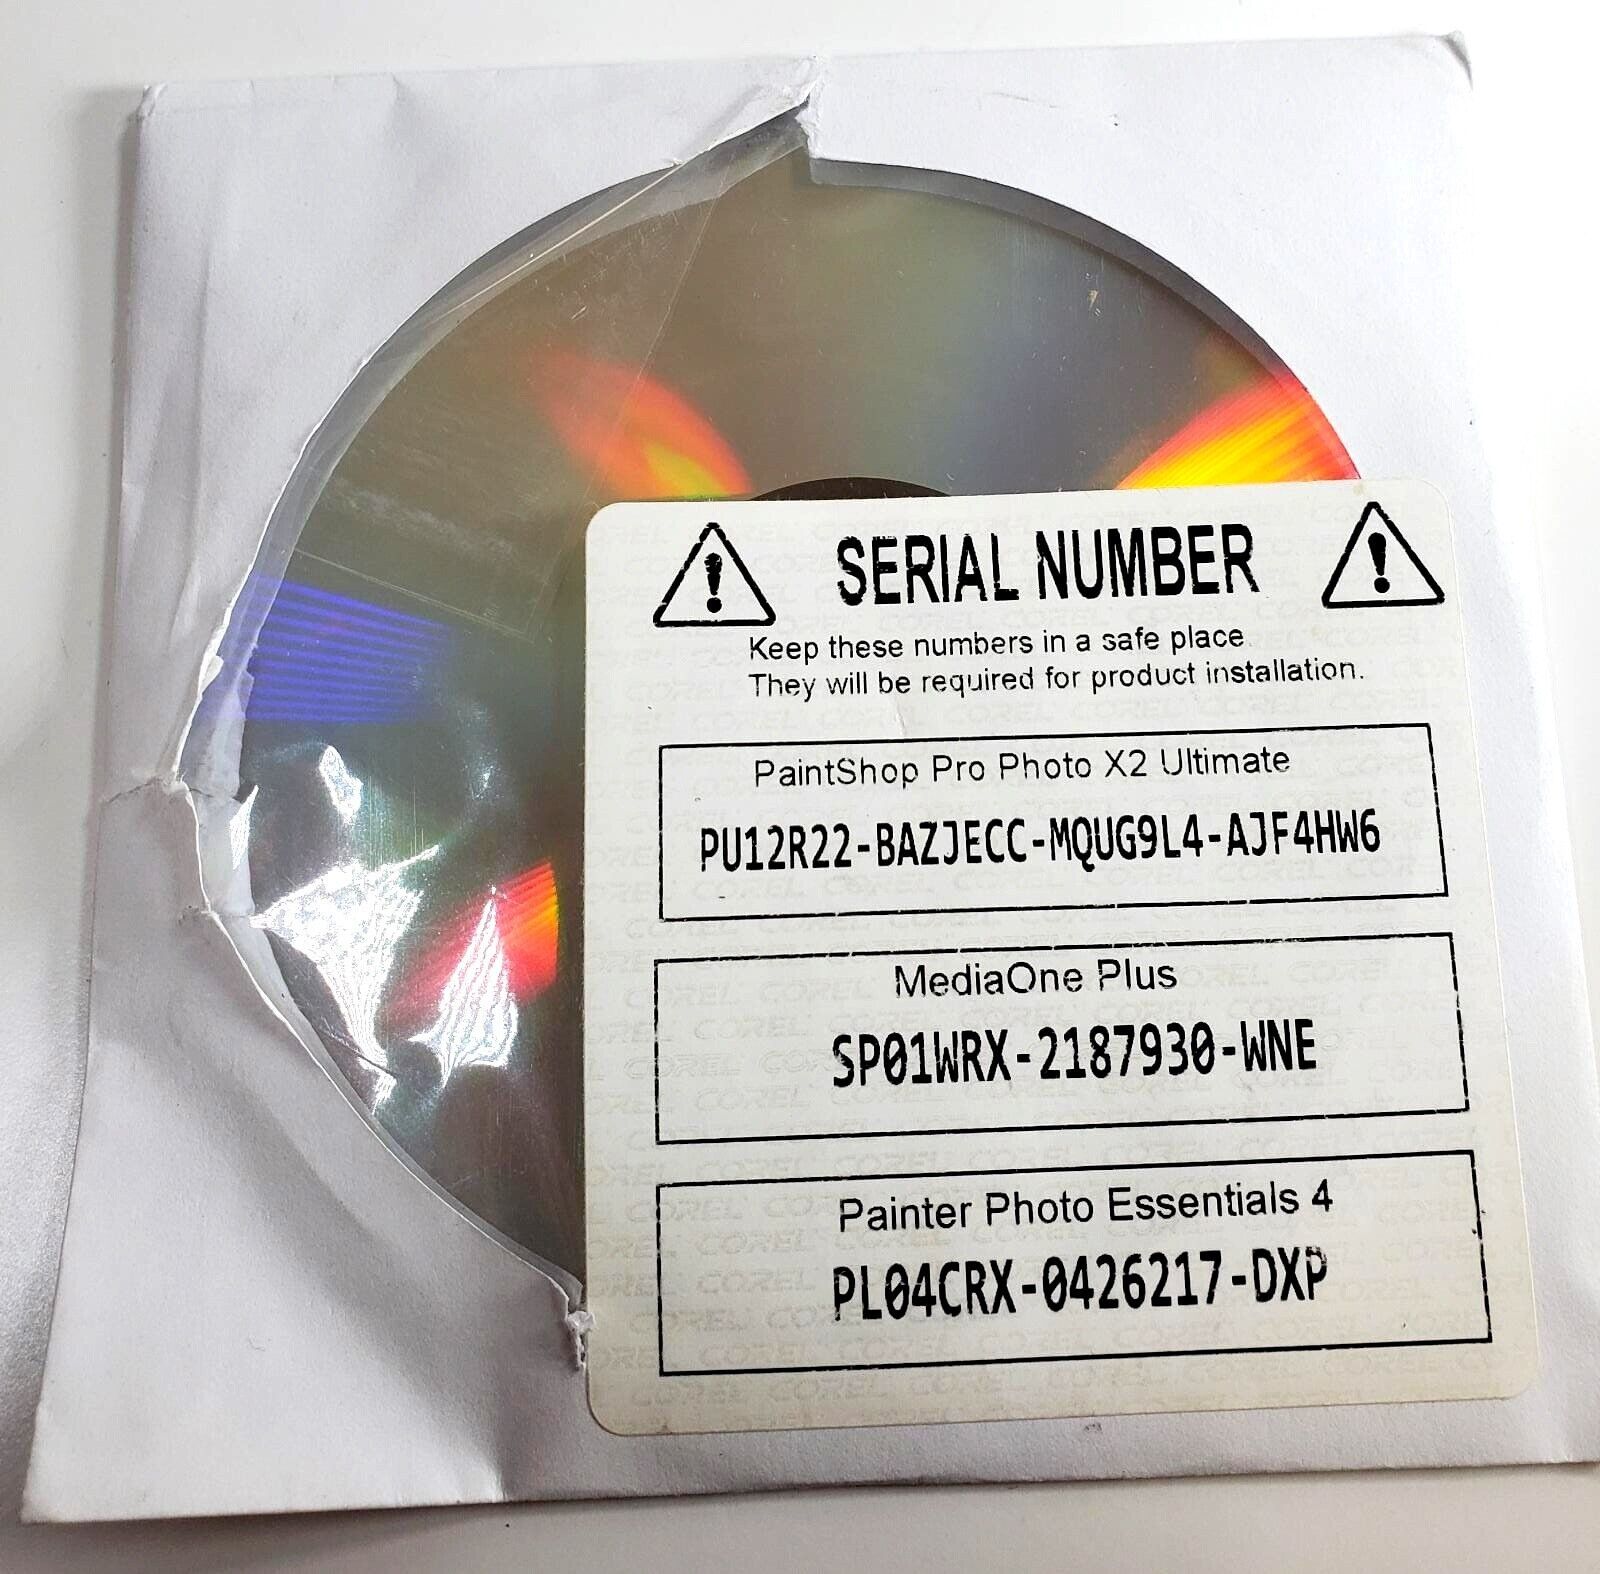 SERIAL NUMBER
Keep these numbers in a safe place.
They will be required for product installation.
PaintShop Pro Photo X2 Ultimate
PU12R22-BAZJECC-MQUG9L4-AJF4HW6
MediaOne Plus
SP01WRX-2187930-WNE
Painter Photo Essentials 4
PL04CRX-0426217-DXP